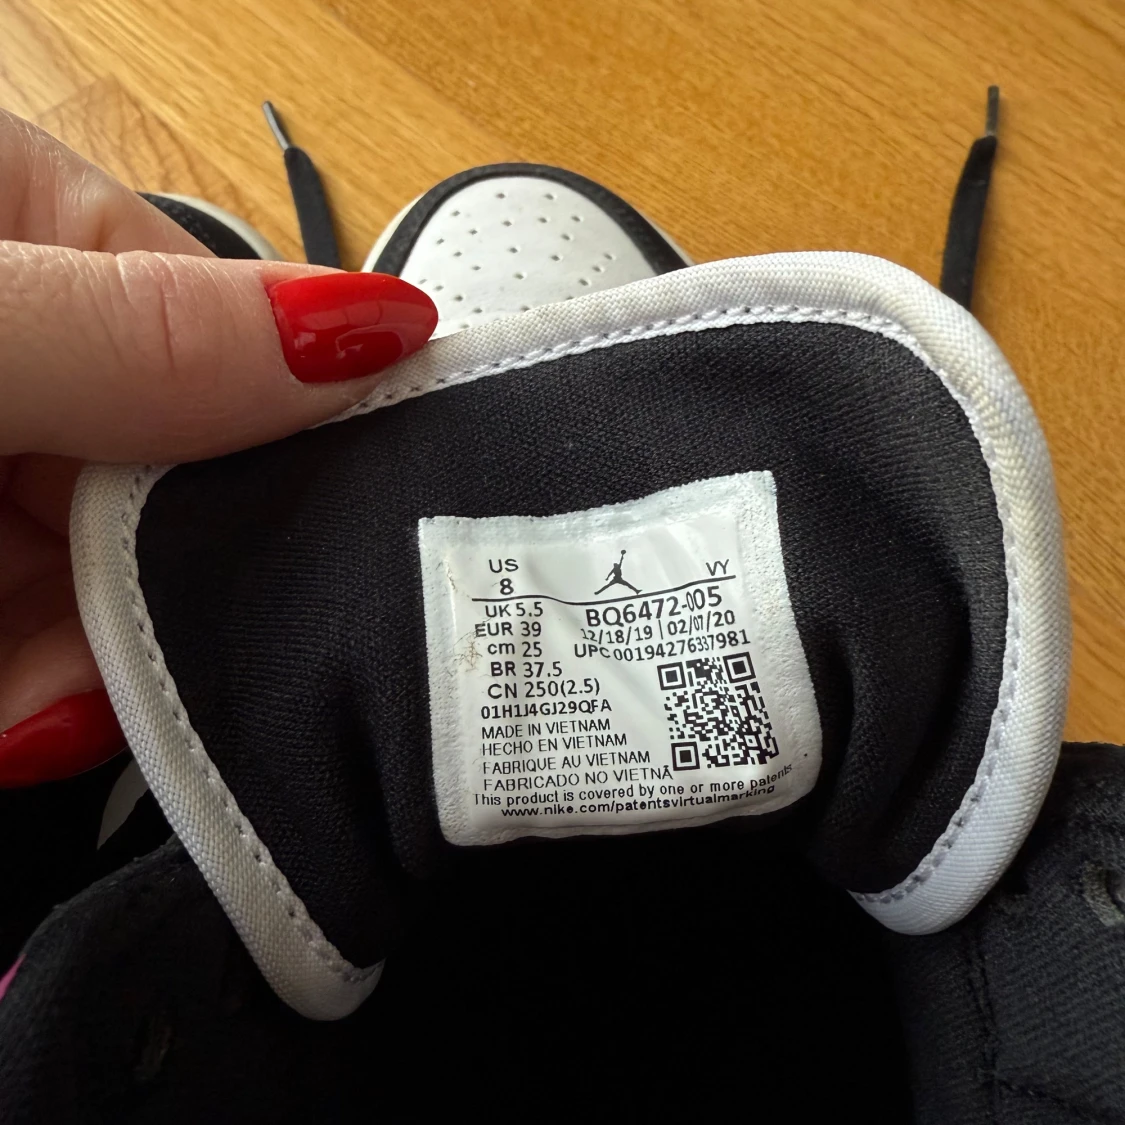 US
8
VY
UK 5.5
EUR 39
cm 25
BR 37.5
CN 250(2.5)
BQ6472-005
12/18/19 | 02/07/20
UPC 00194276337981
01H1J4GJ29QFA
MADE IN VIETNAM
HECHO EN VIETNAM
FABRIQUE AU VIETNAM
FABRICADO NO VIETNÃ
This product is covered by one or more patents
www.nike.com/patentsvirtualmarking